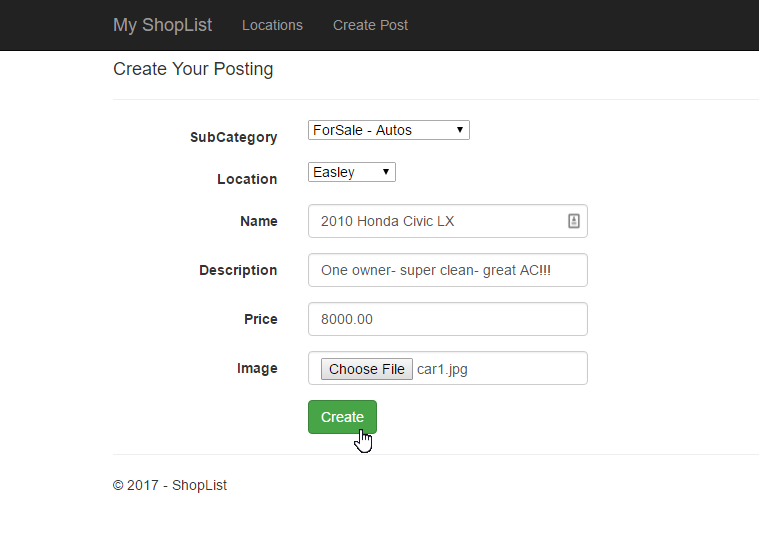 My ShopList Locations Create Post
Create Your Posting
SubCategory ForSale - Autos
Location Easley
Name 2010 Honda Civic LX
Description One owner- super clean- great AC!!!
Price 8000.00
Image Choose File car1.jpg
Create
© 2017 - ShopList